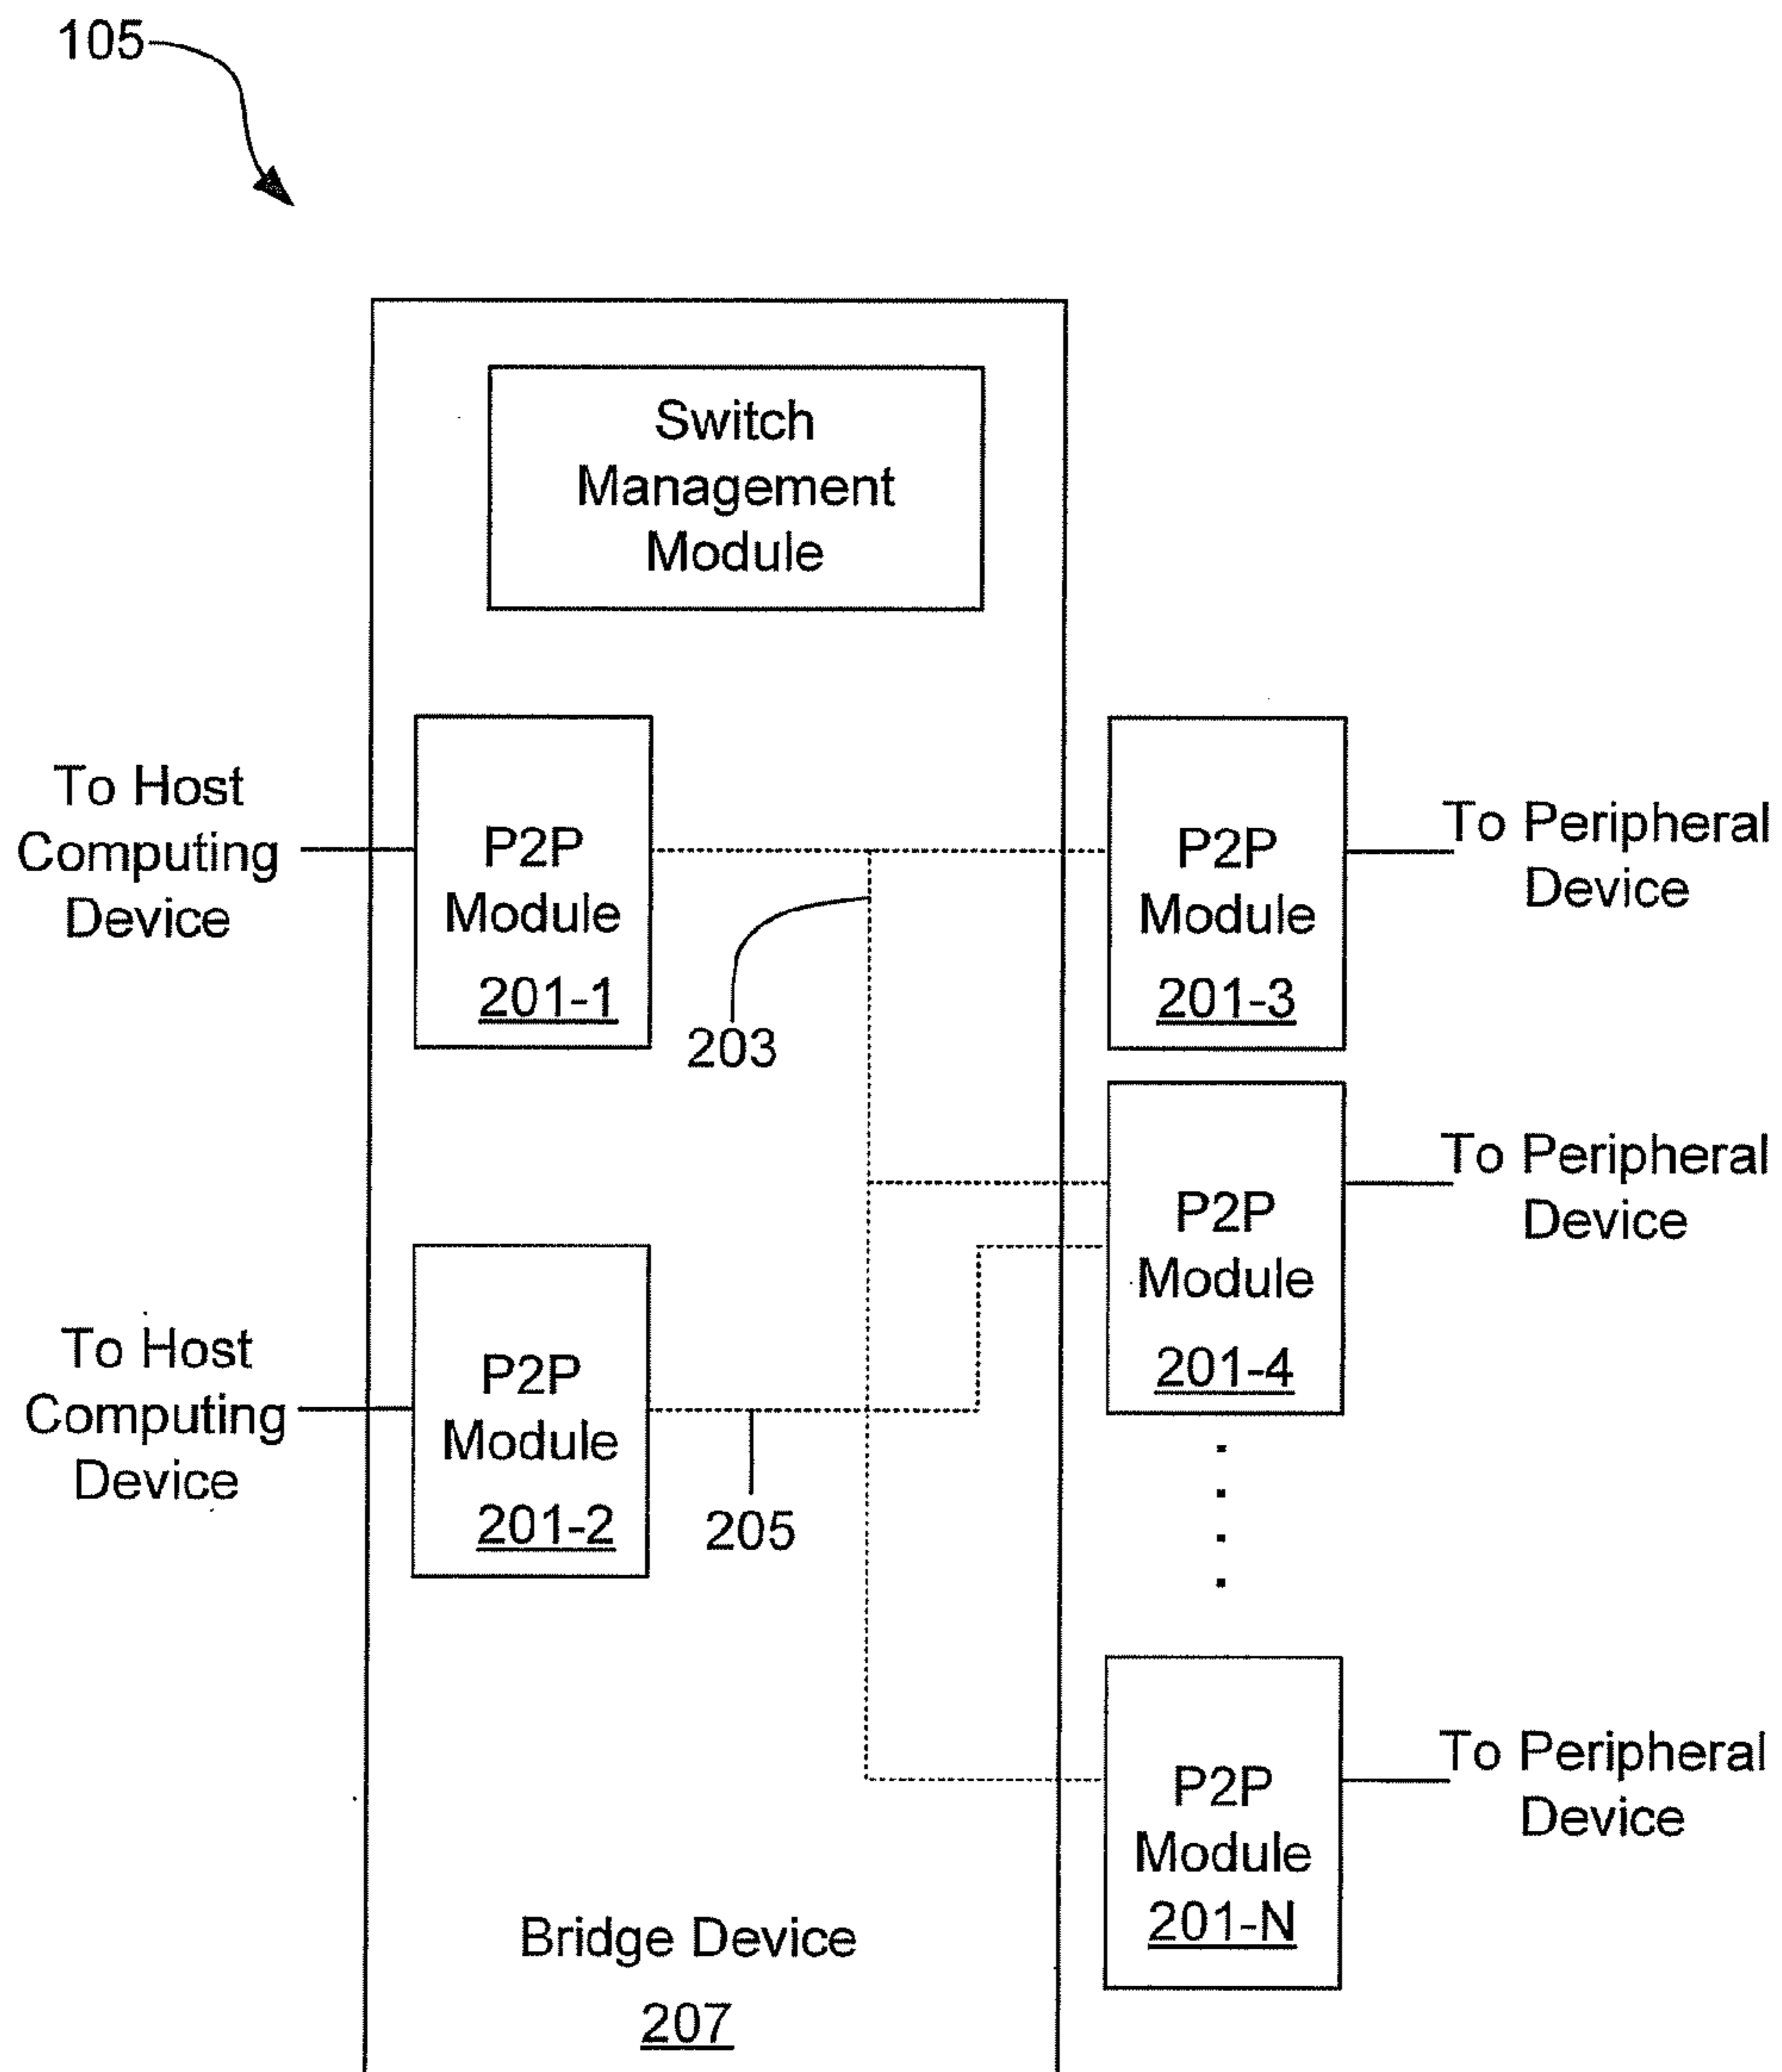 105
Switch
Management
Module
To Host
Computing
Device
P2P
Module
201-1
203
P2P
Module
201-3
To Peripheral
Device
P2P
Module
201-4
To Peripheral
Device
To Host
Computing
Device
P2P
Module
201-2
205
P2P
Module
201-N
To Peripheral
Device
Bridge Device
207